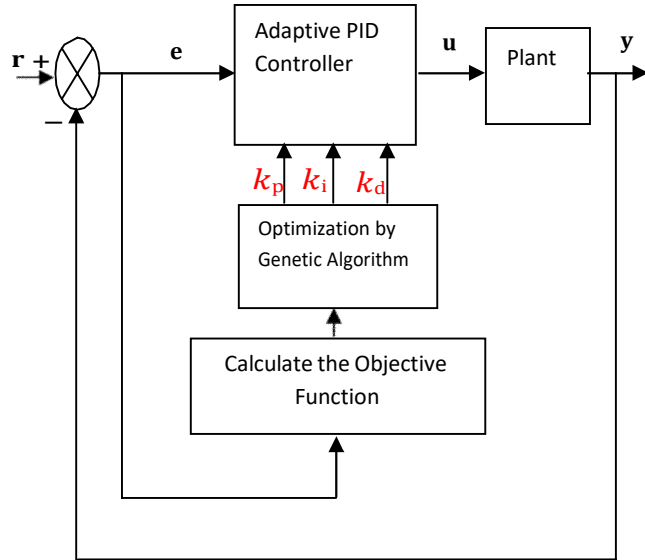 r +
−
e
Adaptive PID
Controller
u
Plant
y
kp ki kd
Optimization by
Genetic Algorithm
Calculate the Objective
Function